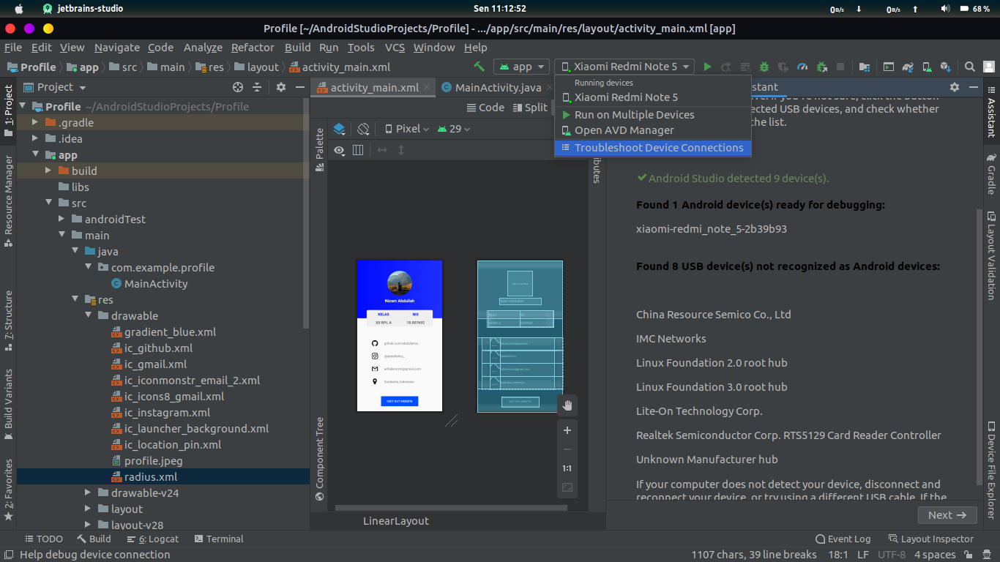 jetbrains-studio
Sen 11:12:52
0B/s
0B/s
68 %
Profile [~/AndroidStudioProjects/Profile] - .../app/src/main/res/layout/activity_main.xml [app]
File Edit View Navigate Code Analyze Refactor Build Run Tools VCS Window Help
Profile app src main res layout activity_main.xml
app
Xiaomi Redmi Note 5
Running devices
Xiaomi Redmi Note 5
Run on Multiple Devices
Open AVD Manager
Troubleshoot Device Connections
1: Project
Resource Manager
7: Structure
Build Variants
2: Favorites
Project
Profile ~/AndroidStudioProjects/Profile
.gradle
.idea
app
build
libs
src
androidTest
main
java
com.example.profile
MainActivity
res
drawable
gradient_blue.xml
ic_github.xml
ic_gmail.xml
ic_iconmonstr_email_2.xml
ic_icons8_gmail.xml
ic_instagram.xml
ic_launcher_background.xml
ic_location_pin.xml
profile.jpeg
radius.xml
drawable-v24
layout
layout-v28
activity_main.xml
MainActivity.java
Code
Split
Palette
Pixel
29
Component Tree
Nizam Abdullah
KELAS NIS
XII RPL A 18.007692
github.com/abdullahnz
@abdullahnz_
Surakarta, Indonesia
VISIT OUT WEBSITE
1:1
LinearLayout
ibutes
stant
ected USB devices, and check whether
the list.
Android Studio detected 9 device(s).
Found 1 Android device(s) ready for debugging:
xiaomi-redmi_note_5-2b39b93
Found 8 USB device(s) not recognized as Android devices:
China Resource Semico Co., Ltd
IMC Networks
Linux Foundation 2.0 root hub
Linux Foundation 3.0 root hub
Lite-On Technology Corp.
Realtek Semiconductor Corp. RTS5129 Card Reader Controller
Unknown Manufacturer hub
If your computer does not detect your device, disconnect and
reconnect your device, or try using a different USB cable. If the
Next
Assistant
Gradle
Layout Validation
Device File Explorer
TODO
Build
6: Logcat
Terminal
Event Log
Layout Inspector
Help debug device connection
1107 chars, 39 line breaks
18:1
LF
UTF-8
4 spaces